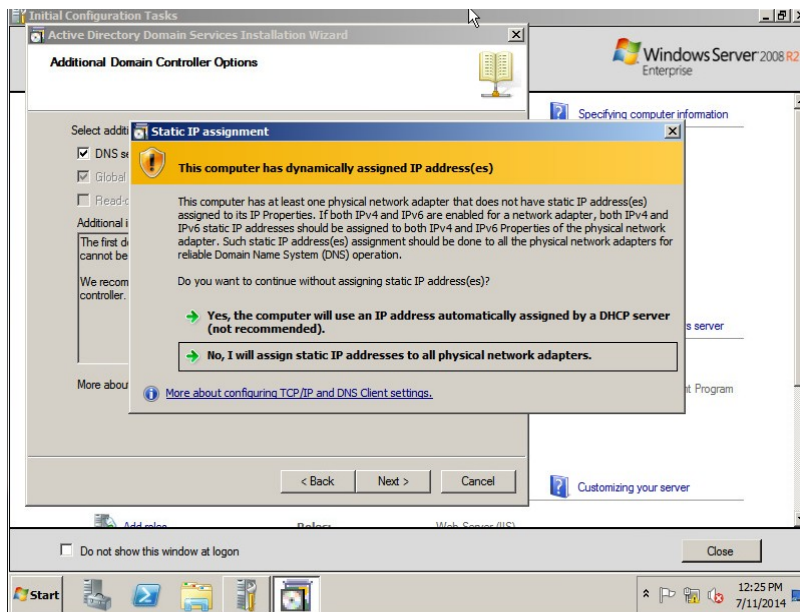 Initial Configuration Tasks
Active Directory Domain Services Installation Wizard
Additional Domain Controller Options
Windows Server 2008 R2
Enterprise
Specifying computer information
Select
DNS
Global
Additional
The first
cannot be
We
controller.
More
Static IP assignment
This computer has dynamically assigned IP address(es)
This computer has at least one physical network adapter that does not have static IP address(es)
assigned to its IP Properties. If both IPv4 and IPv6 are enabled for a network adapter, both IPv4 and
IPv6 static IP addresses should be assigned to both IPv4 and IPv6 Properties of the physical network
adapter. Such static IP address(es) assignment should be done to all the physical network adapters for
reliable Domain Name System (DNS) operation.
Do you want to continue without assigning static IP address(es)?
Yes, the computer will use an IP address automatically assigned by a DHCP server
(not recommended).
No, I will assign static IP addresses to all physical network adapters.
More about configuring TCP/IP and DNS Client settings.
server
Program
< Back Next > Cancel
Customizing your server
Add roles Roles: Web Server (IIS)
Do not show this window at logon
Close
Start
12:25 PM
7/11/2014